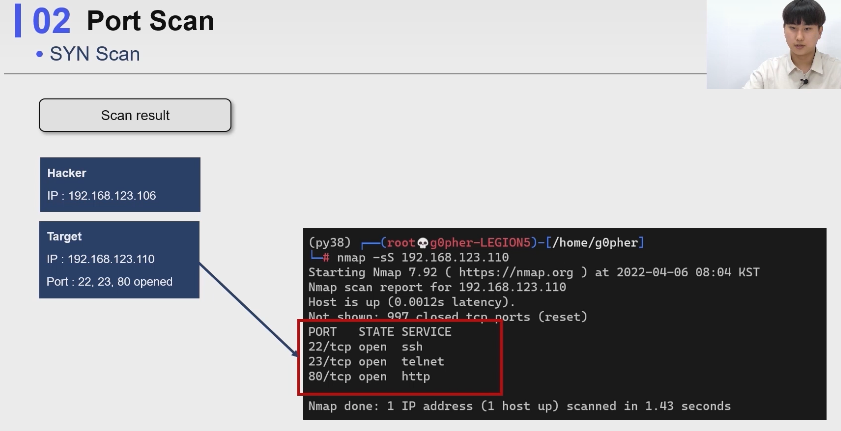 02 Port Scan
• SYN Scan
Scan result
Hacker
IP : 192.168.123.106
Target
IP : 192.168.123.110
Port : 22, 23, 80 opened
(py38) ┌──(root💀g0pher-LEGION5)-[/home/g0pher]
└─# nmap -sS 192.168.123.110
Starting Nmap 7.92 ( https://nmap.org ) at 2022-04-06 08:04 KST
Nmap scan report for 192.168.123.110
Host is up (0.0012s latency).
Not shown: 997 closed tcp ports (reset)
PORT   STATE SERVICE
22/tcp open  ssh
23/tcp open  telnet
80/tcp open  http
Nmap done: 1 IP address (1 host up) scanned in 1.43 seconds